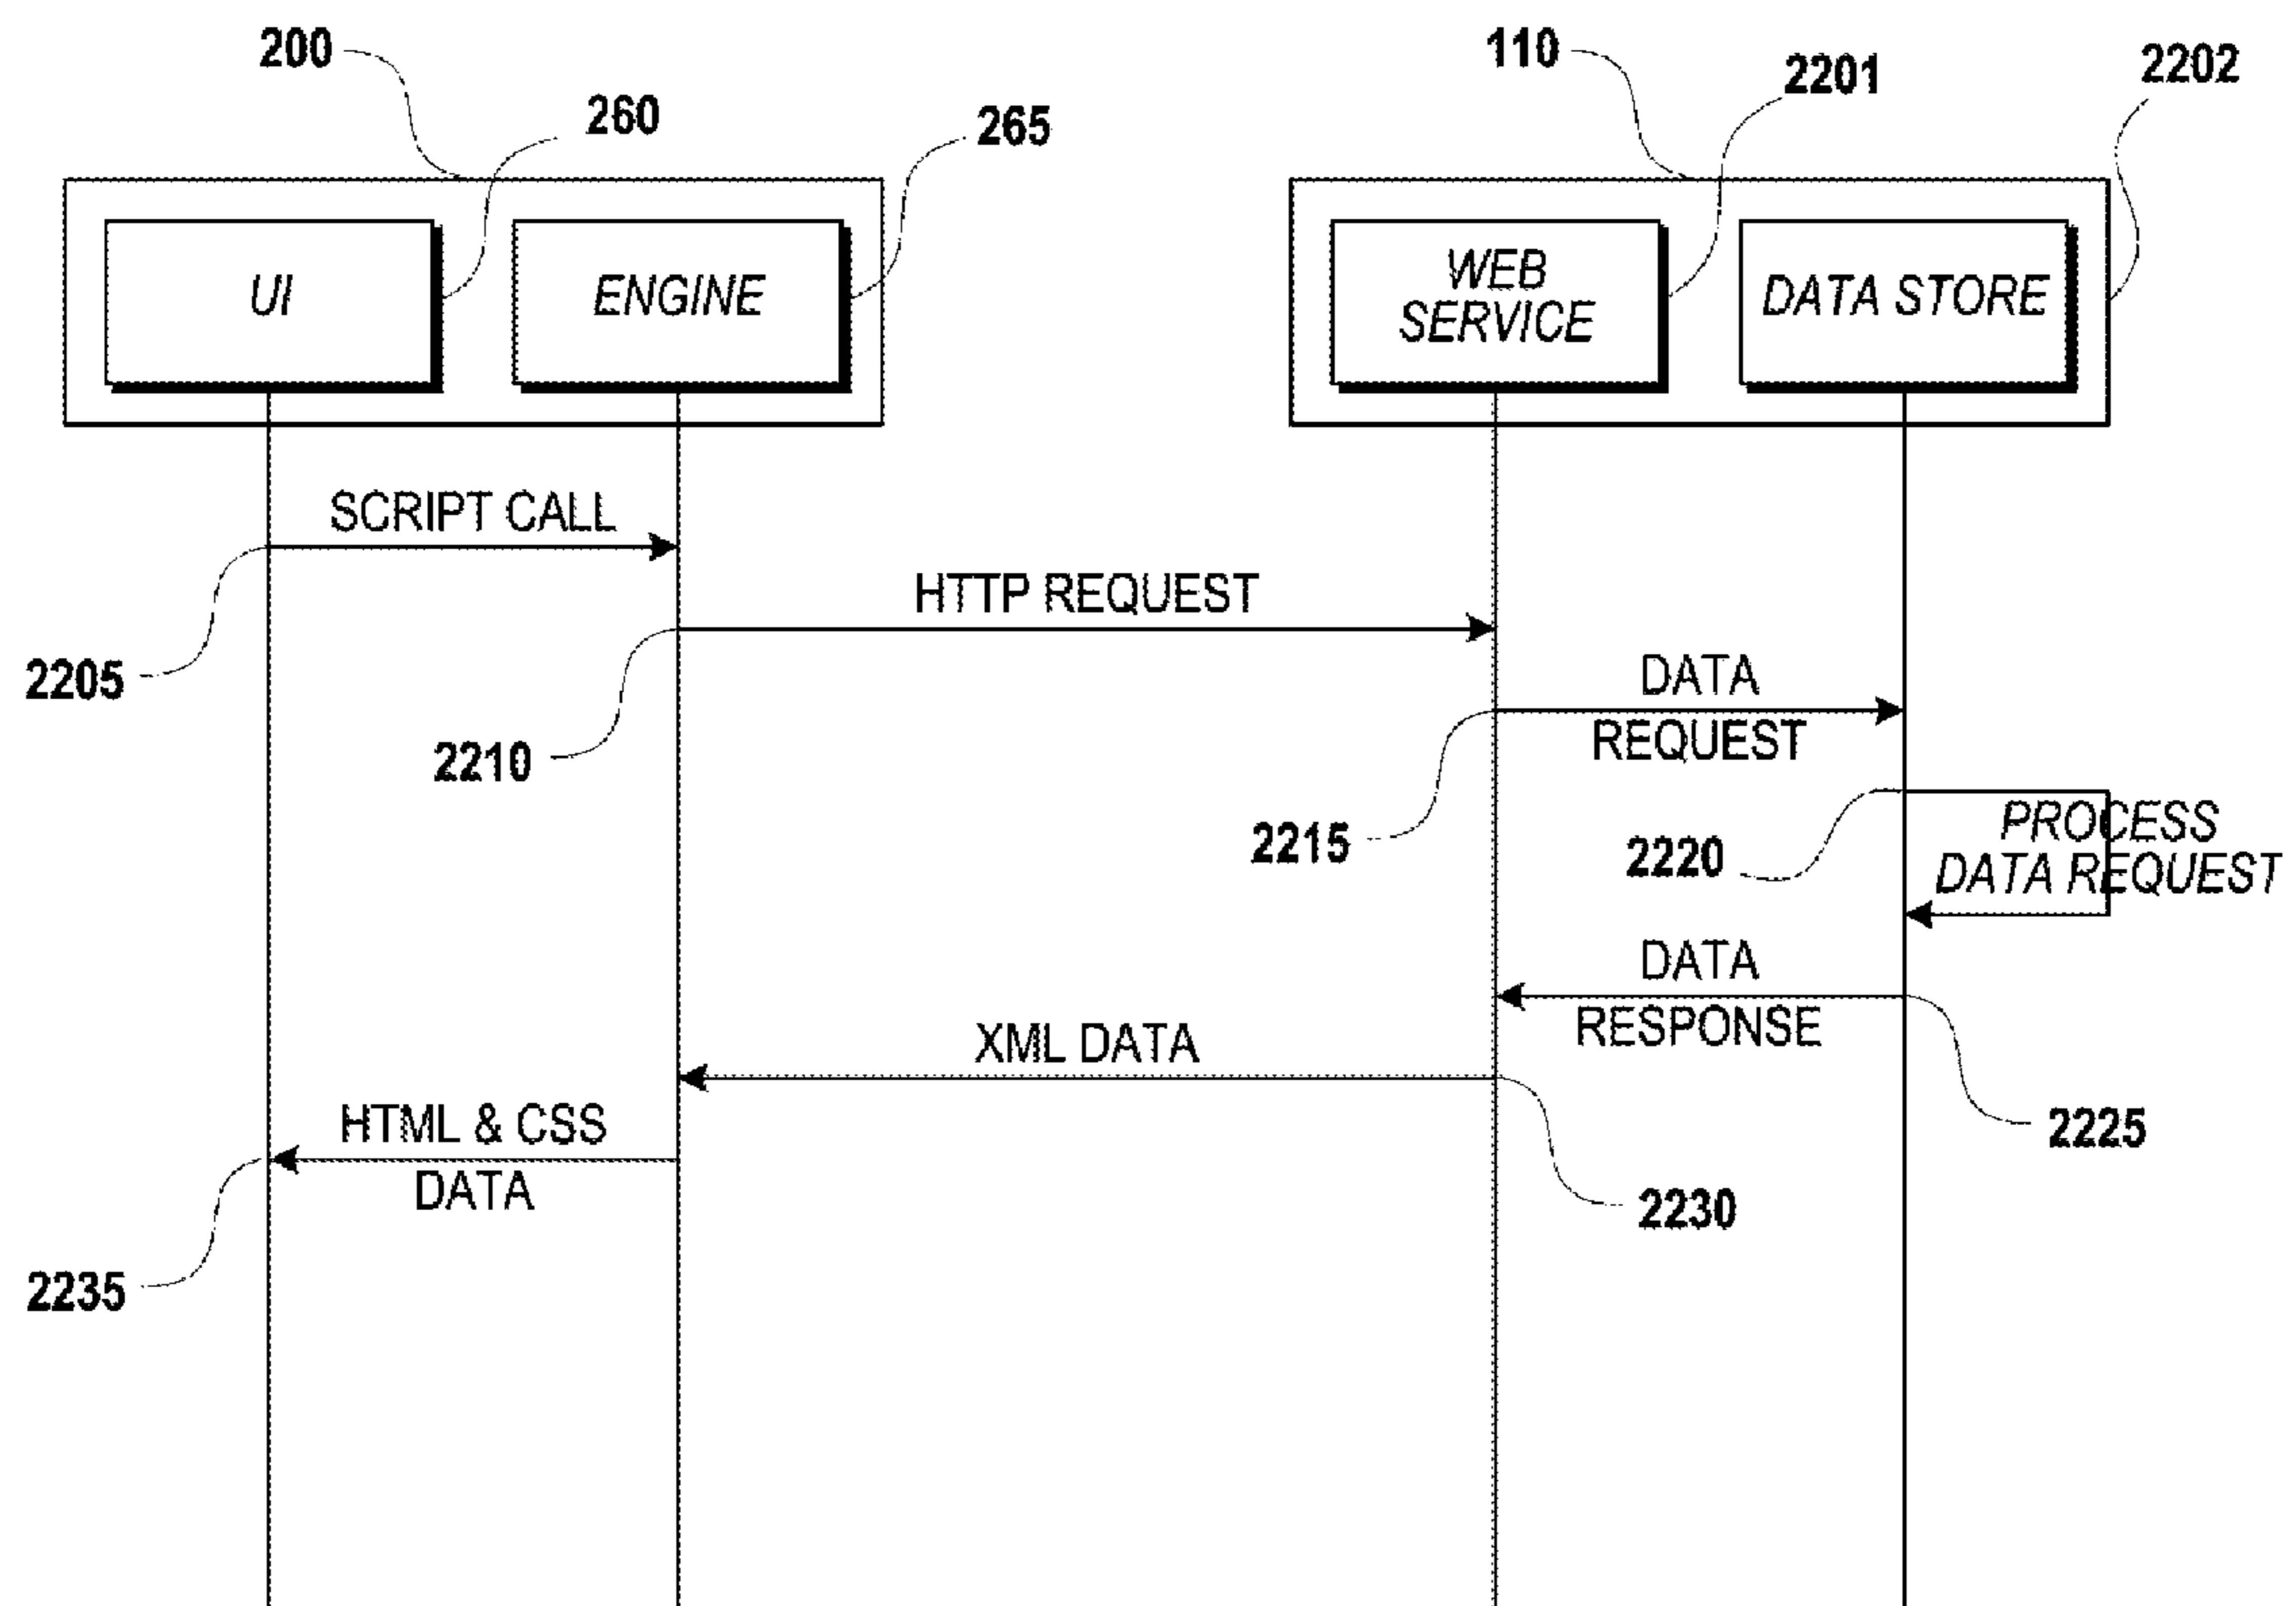 200
110
2201
2202
260
265
UI
ENGINE
WEB
SERVICE
DATA STORE
SCRIPT CALL
HTTP REQUEST
2205
DATA
REQUEST
2210
2215
2220
PROCESS
DATA REQUEST
DATA
RESPONSE
XML DATA
HTML & CSS
DATA
2225
2230
2235